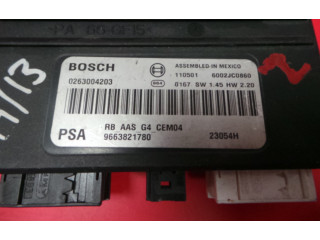 BOSCH
ASSEMBLED IN MEXICO
110501 6002JC0860
0263004203
0167 SW 1.45 HW 2.20
PSA
RB AAS G4 CEM04
9663821780
23054H